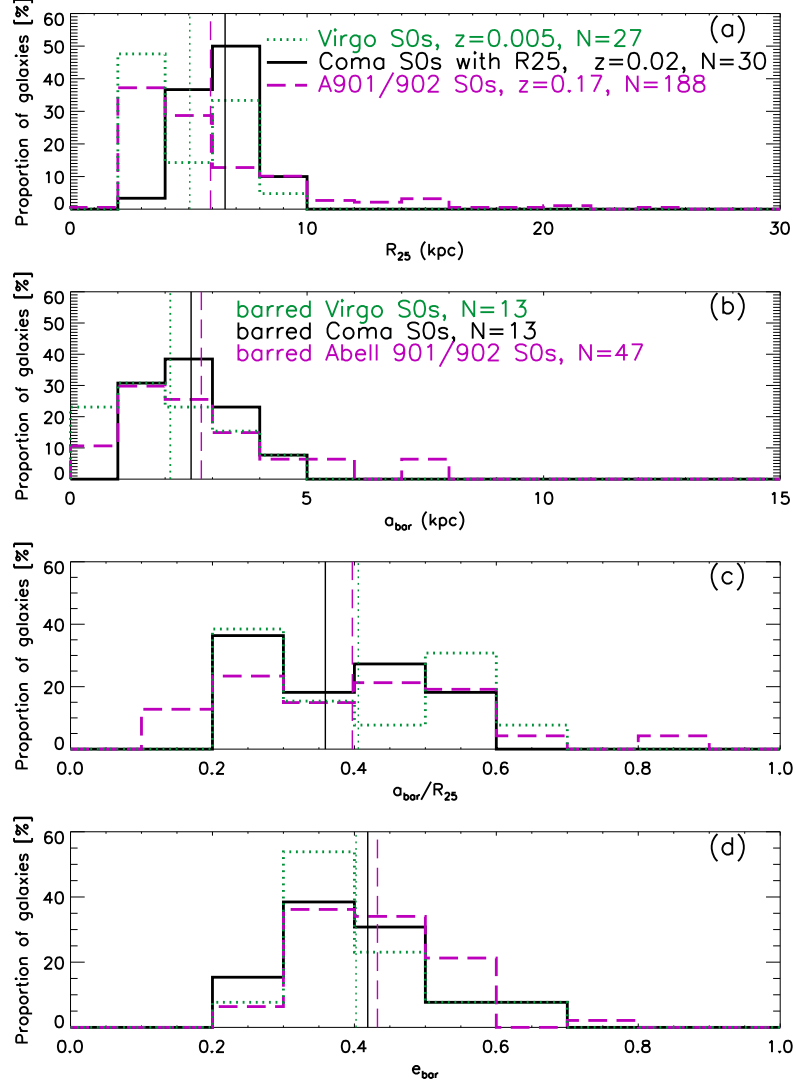 60
50
40
30
20
10
0
Proportion of galaxies [%]
(a)
Virgo S0s, z=0.005, N=27
Coma S0s with R25, z=0.02, N=30
A901/902 S0s, z=0.17, N=188
0 10 20 30
R25 (kpc)
60
50
40
30
20
10
0
Proportion of galaxies [%]
(b)
barred Virgo S0s, N=13
barred Coma S0s, N=13
barred Abell 901/902 S0s, N=47
0 5 10 15
abar (kpc)
60
40
20
0
Proportion of galaxies [%]
(c)
0.0 0.2 0.4 0.6 0.8 1.0
abar/R25
60
40
20
0
Proportion of galaxies [%]
(d)
0.0 0.2 0.4 0.6 0.8 1.0
ebar